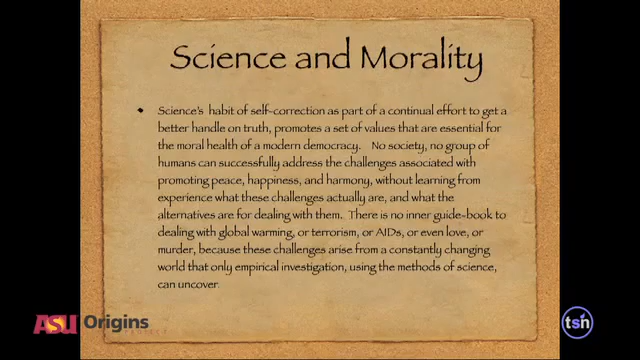 Science and Morality
• Science's habit of self-correction as part of a continual effort to get a
better handle on truth, promotes a set of values that are essential for
the moral health of a modern democracy. No society, no group of
humans can successfully address the challenges associated with
promoting peace, happiness, and harmony, without learning from
experience what these challenges actually are, and what the
alternatives are for dealing with them. There is no inner guide-book to
dealing with global warming, or terrorism, or AIDs, or even love, or
murder, because these challenges arise from a constantly changing
world that only empirical investigation, using the methods of science,
can uncover
ASU Origins
tsn